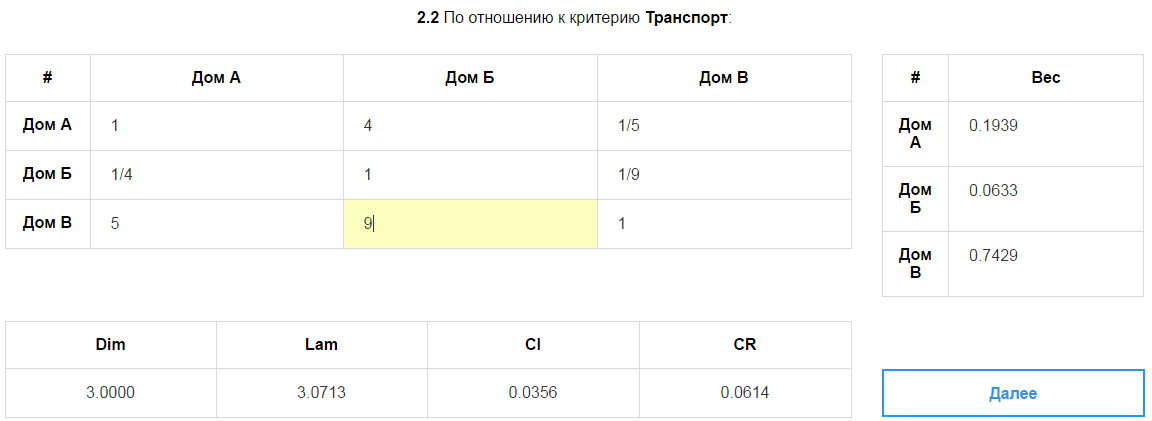 2.2 По отношению к критерию Транспорт:
# Дом А Дом Б Дом В
Дом А 1 4 1/5
Дом Б 1/4 1 1/9
Дом В 5 9 1
# Вес
Дом А 0.1939
Дом Б 0.0633
Дом В 0.7429
Dim Lam CI CR
3.0000 3.0713 0.0356 0.0614
Далее